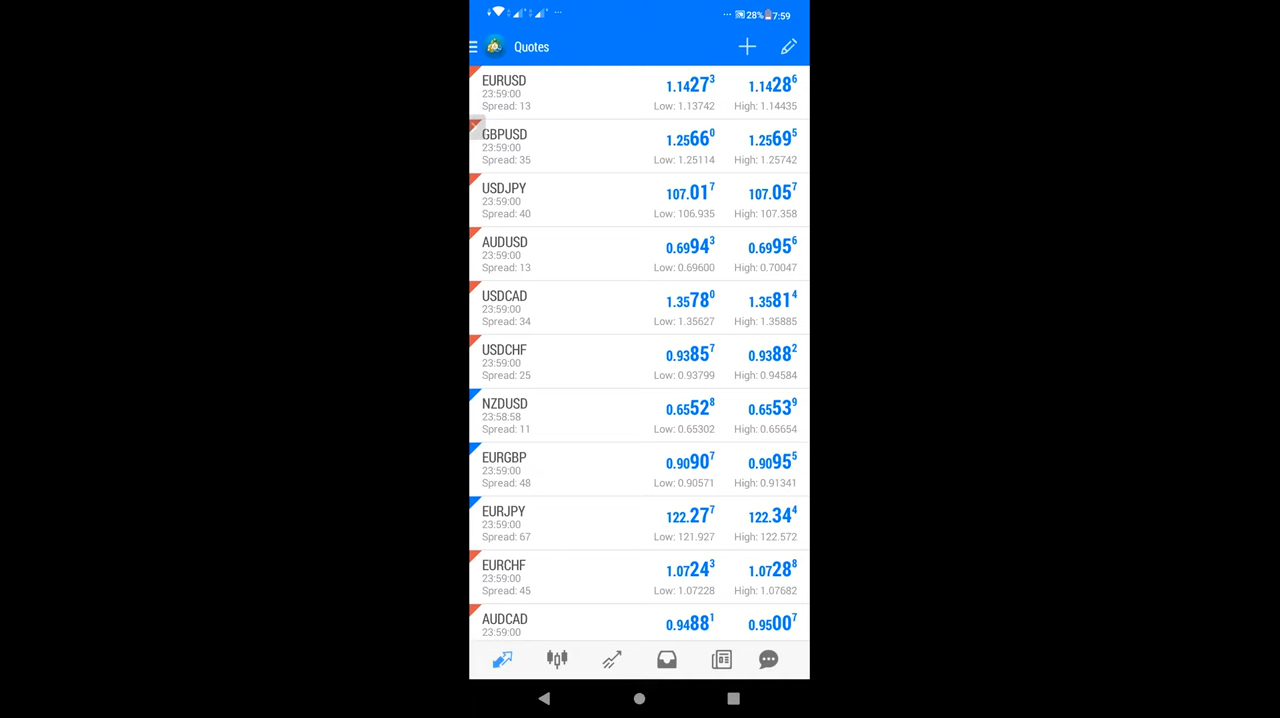 28% 7:59
Quotes
EURUSD 1.14273 1.14286
23:59:00
Spread: 13 Low: 1.13742 High: 1.14435
GBPUSD 1.25660 1.25695
23:59:00
Spread: 35 Low: 1.25114 High: 1.25742
USDJPY 107.017 107.057
23:59:00
Spread: 40 Low: 106.935 High: 107.358
AUDUSD 0.69943 0.69956
23:59:00
Spread: 13 Low: 0.69600 High: 0.70047
USDCAD 1.35780 1.35814
23:59:00
Spread: 34 Low: 1.35627 High: 1.35885
USDCHF 0.93857 0.93882
23:59:00
Spread: 25 Low: 0.93799 High: 0.94584
NZDUSD 0.65528 0.65539
23:58:58
Spread: 11 Low: 0.65302 High: 0.65654
EURGBP 0.90907 0.90955
23:59:00
Spread: 48 Low: 0.90571 High: 0.91341
EURJPY 122.277 122.344
23:59:00
Spread: 67 Low: 121.927 High: 122.572
EURCHF 1.07243 1.07288
23:59:00
Spread: 45 Low: 1.07228 High: 1.07682
AUDCAD 0.94881 0.95007
23:59:00